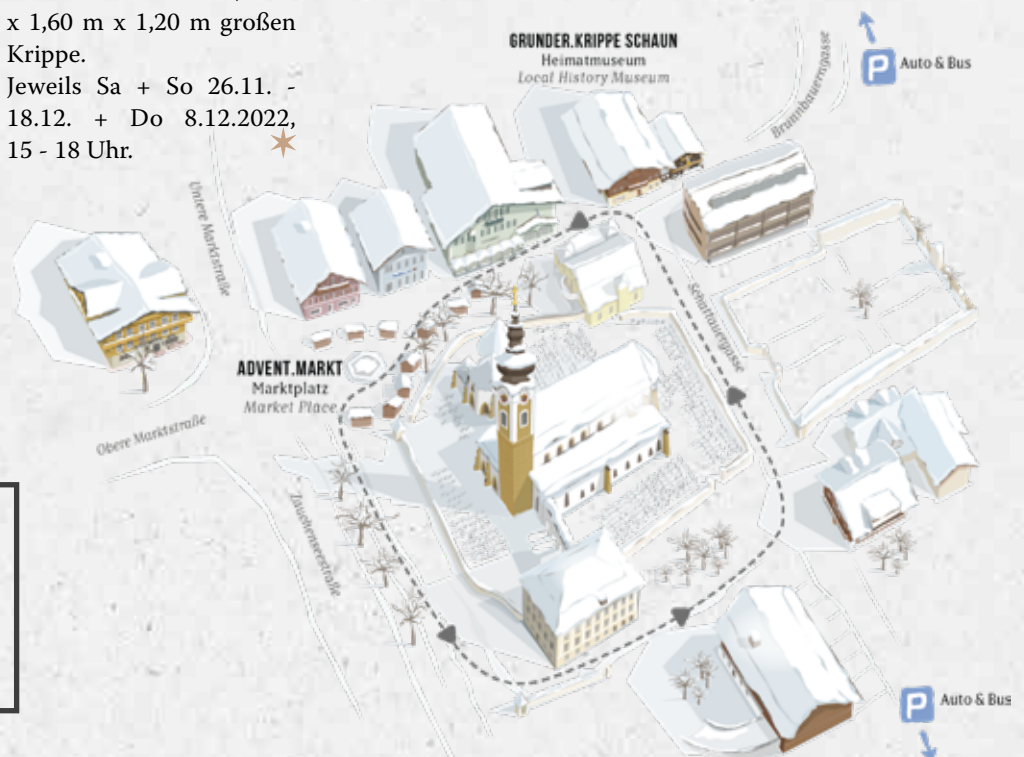 x 1,60 m x 1,20 m großen
Krippe.
Jeweils Sa + So 26.11. -
18.12. + Do 8.12.2022,
15 - 18 Uhr.
GRUNDER.KRIPPE SCHAUN
Heimatmuseum
Local History Museum
Brunnbauerngasse
P Auto & Bus
Untere Marktstraße
Schattauergasse
ADVENT.MARKT
Marktplatz
Market Place
Obere Marktstraße
P Auto & Bus